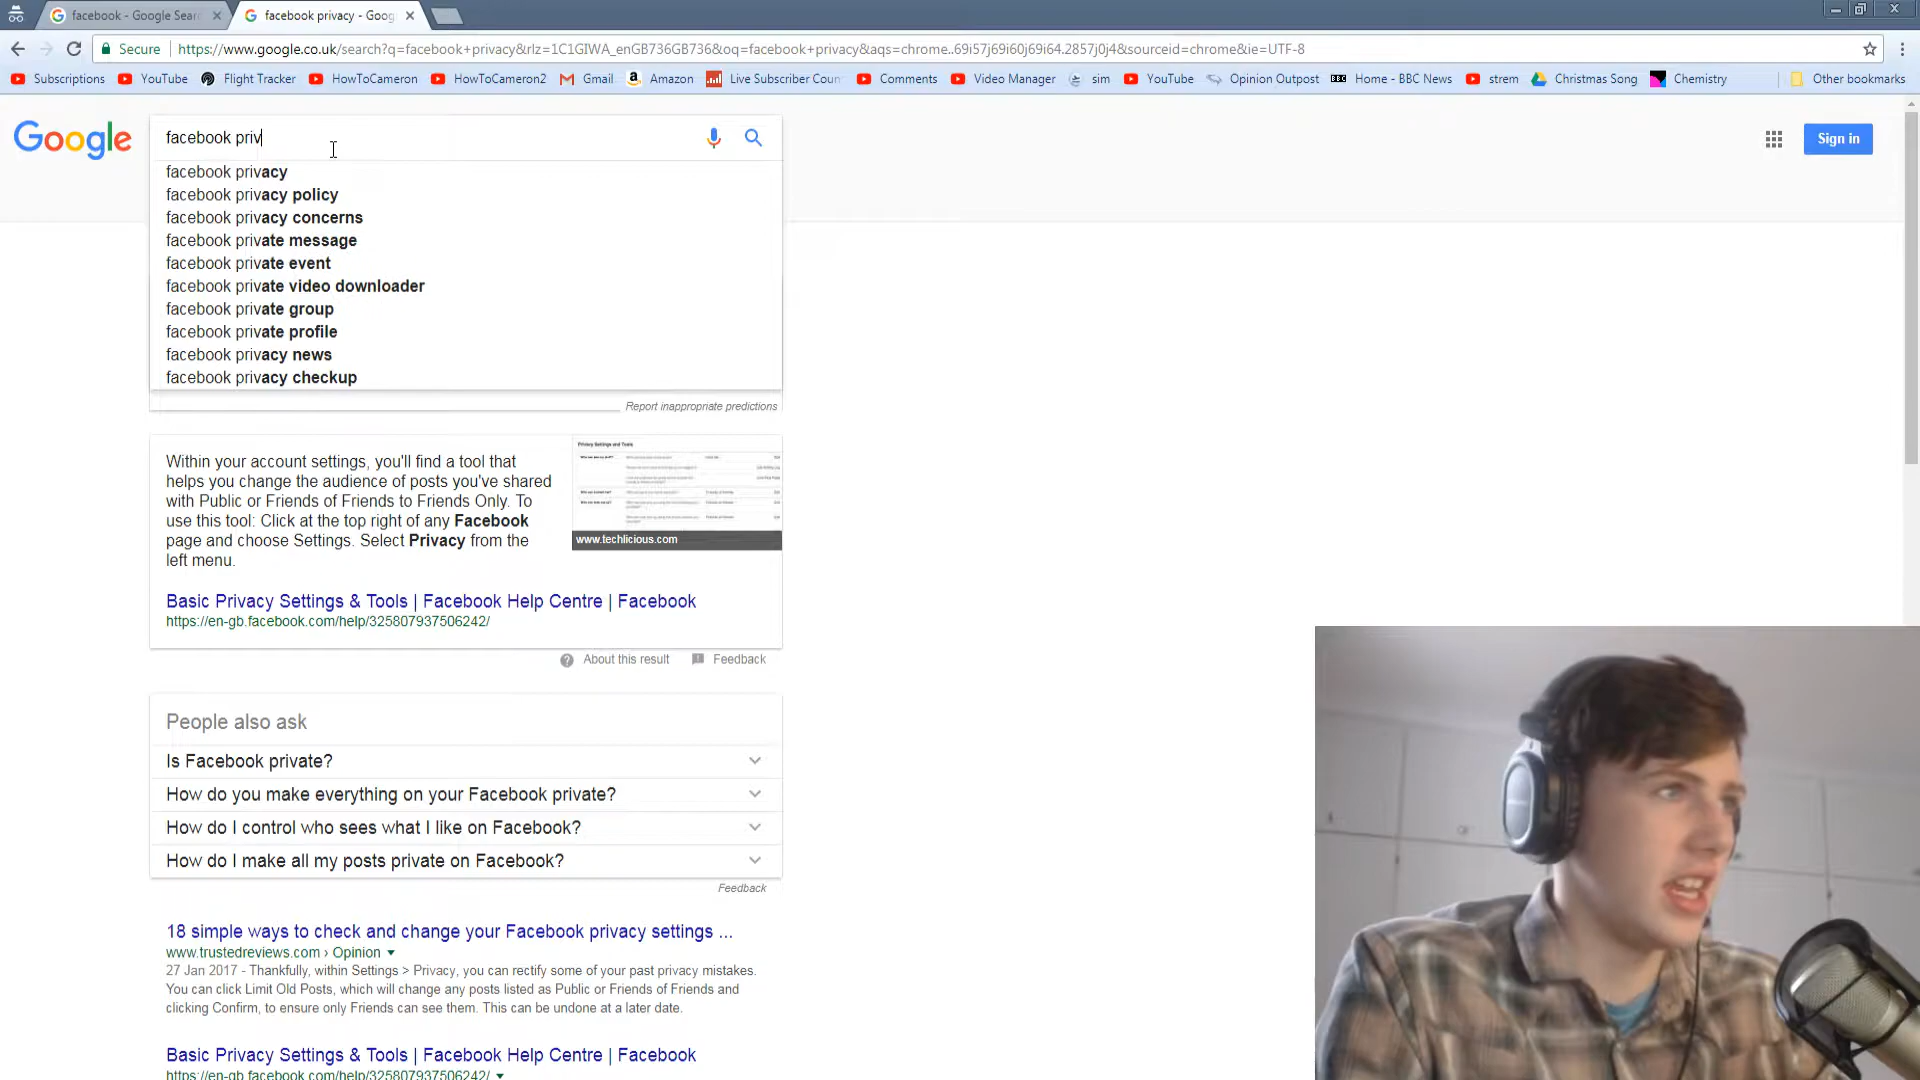 facebook - Google Sear
facebook privacy - Goog
Secure https://www.google.co.uk/search?q=facebook+privacy&rlz=1C1GIWA_enGB736GB736&oq=facebook+privacy&aqs=chrome..69i57j69i60j69i64.2857j0j4&sourceid=chrome&ie=UTF-8
Subscriptions YouTube Flight Tracker HowToCameron HowToCameron2 Gmail Amazon Live Subscriber Coun Comments Video Manager sim YouTube Opinion Outpost BBC Home - BBC News strem Christmas Song Chemistry Other bookmarks
Google
facebook priv
Sign in
facebook privacy
facebook privacy policy
facebook privacy concerns
facebook private message
facebook private event
facebook private video downloader
facebook private group
facebook private profile
facebook privacy news
facebook privacy checkup
Report inappropriate predictions
Within your account settings, you'll find a tool that
helps you change the audience of posts you've shared
with Public or Friends of Friends to Friends Only. To
use this tool: Click at the top right of any Facebook
page and choose Settings. Select Privacy from the
left menu.
Privacy Settings and Tools
www.techlicious.com
Basic Privacy Settings & Tools | Facebook Help Centre | Facebook
https://en-gb.facebook.com/help/325807937506242/
About this result Feedback
People also ask
Is Facebook private?
How do you make everything on your Facebook private?
How do I control who sees what I like on Facebook?
How do I make all my posts private on Facebook?
Feedback
18 simple ways to check and change your Facebook privacy settings ...
www.trustedreviews.com › Opinion
27 Jan 2017 - Thankfully, within Settings > Privacy, you can rectify some of your past privacy mistakes.
You can click Limit Old Posts, which will change any posts listed as Public or Friends of Friends and
clicking Confirm, to ensure only Friends can see them. This can be undone at a later date.
Basic Privacy Settings & Tools | Facebook Help Centre | Facebook
https://en-gb.facebook.com/help/325807937506242/